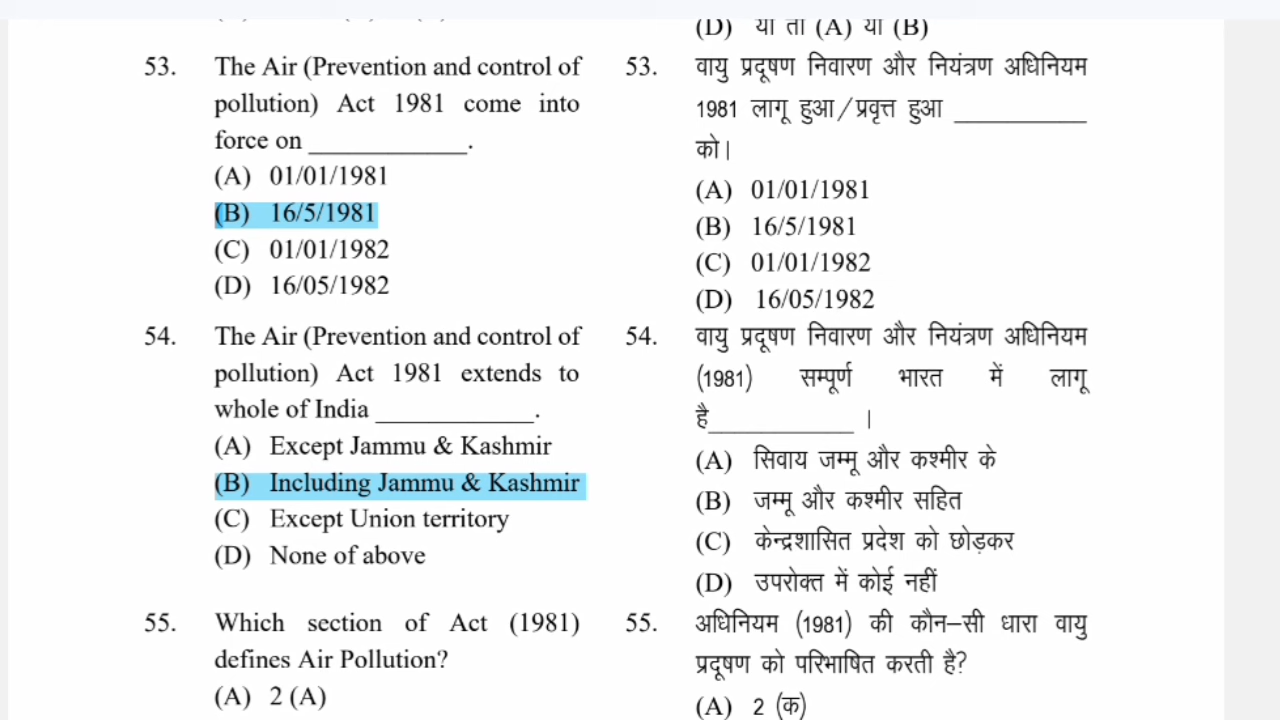 53. The Air (Prevention and control of
pollution) Act 1981 come into
force on ____________.
(A) 01/01/1981
(B) 16/5/1981
(C) 01/01/1982
(D) 16/05/1982
54. The Air (Prevention and control of
pollution) Act 1981 extends to
whole of India ____________.
(A) Except Jammu & Kashmir
(B) Including Jammu & Kashmir
(C) Except Union territory
(D) None of above
55. Which section of Act (1981)
defines Air Pollution?
(A) 2 (A)
(D) या तो (A) या (B)
53. वायु प्रदूषण निवारण और नियंत्रण अधिनियम
1981 लागू हुआ/प्रवृत्त हुआ __________
को।
(A) 01/01/1981
(B) 16/5/1981
(C) 01/01/1982
(D) 16/05/1982
54. वायु प्रदूषण निवारण और नियंत्रण अधिनियम
(1981) सम्पूर्ण भारत में लागू
है___________ ।
(A) सिवाय जम्मू और कश्मीर के
(B) जम्मू और कश्मीर सहित
(C) केन्द्रशासित प्रदेश को छोड़कर
(D) उपरोक्त में कोई नहीं
55. अधिनियम (1981) की कौन–सी धारा वायु
प्रदूषण को परिभाषित करती है?
(A) 2 (क)